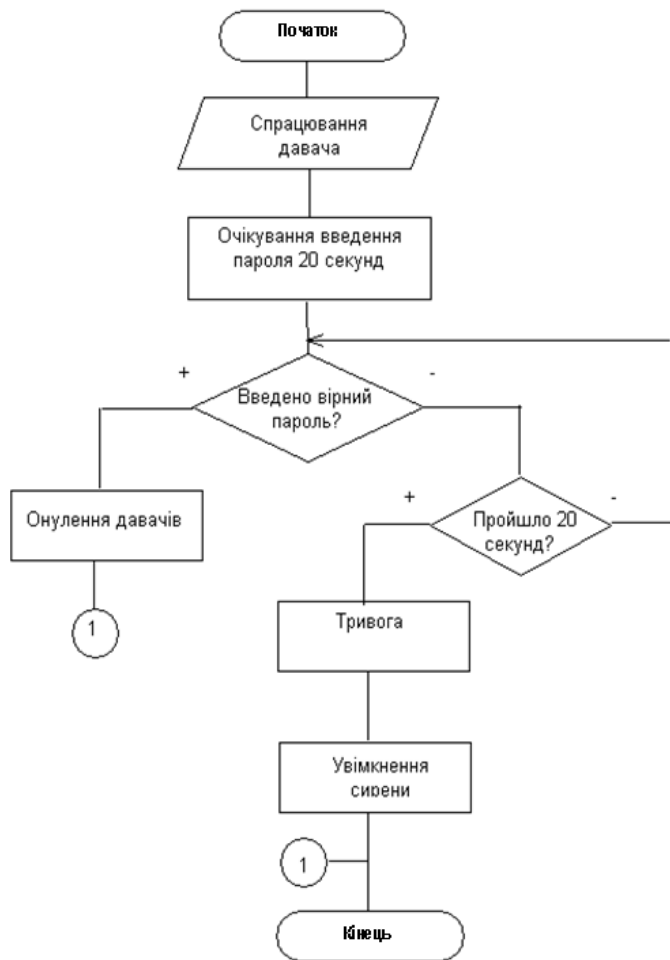 Початок
Спрацювання
давача
Очікування введення
пароля 20 секунд
+
-
Введено вірний
пароль?
Онулення давачів
+
-
Пройшло 20
секунд?
1
Тривога
Увімкнення
сирени
1
Кінець